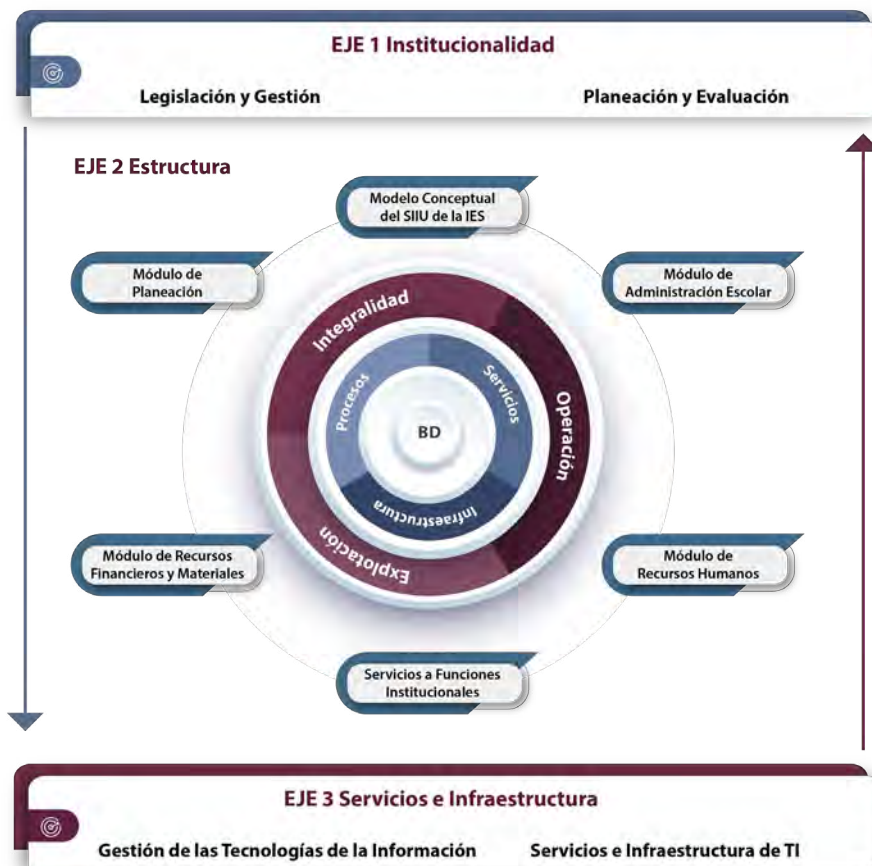 EJE 1 Institucionalidad
Legislación y Gestión
Planeación y Evaluación
EJE 2 Estructura
Modelo Conceptual
del SIIU de la IES
Módulo de
Planeación
Módulo de
Administración Escolar
Integralidad
Operación
Explotación
Procesos
Servicios
Infraestructura
BD
Módulo de Recursos
Financieros y Materiales
Módulo de
Recursos Humanos
Servicios a Funciones
Institucionales
EJE 3 Servicios e Infraestructura
Gestión de las Tecnologías de la Información
Servicios e Infraestructura de TI